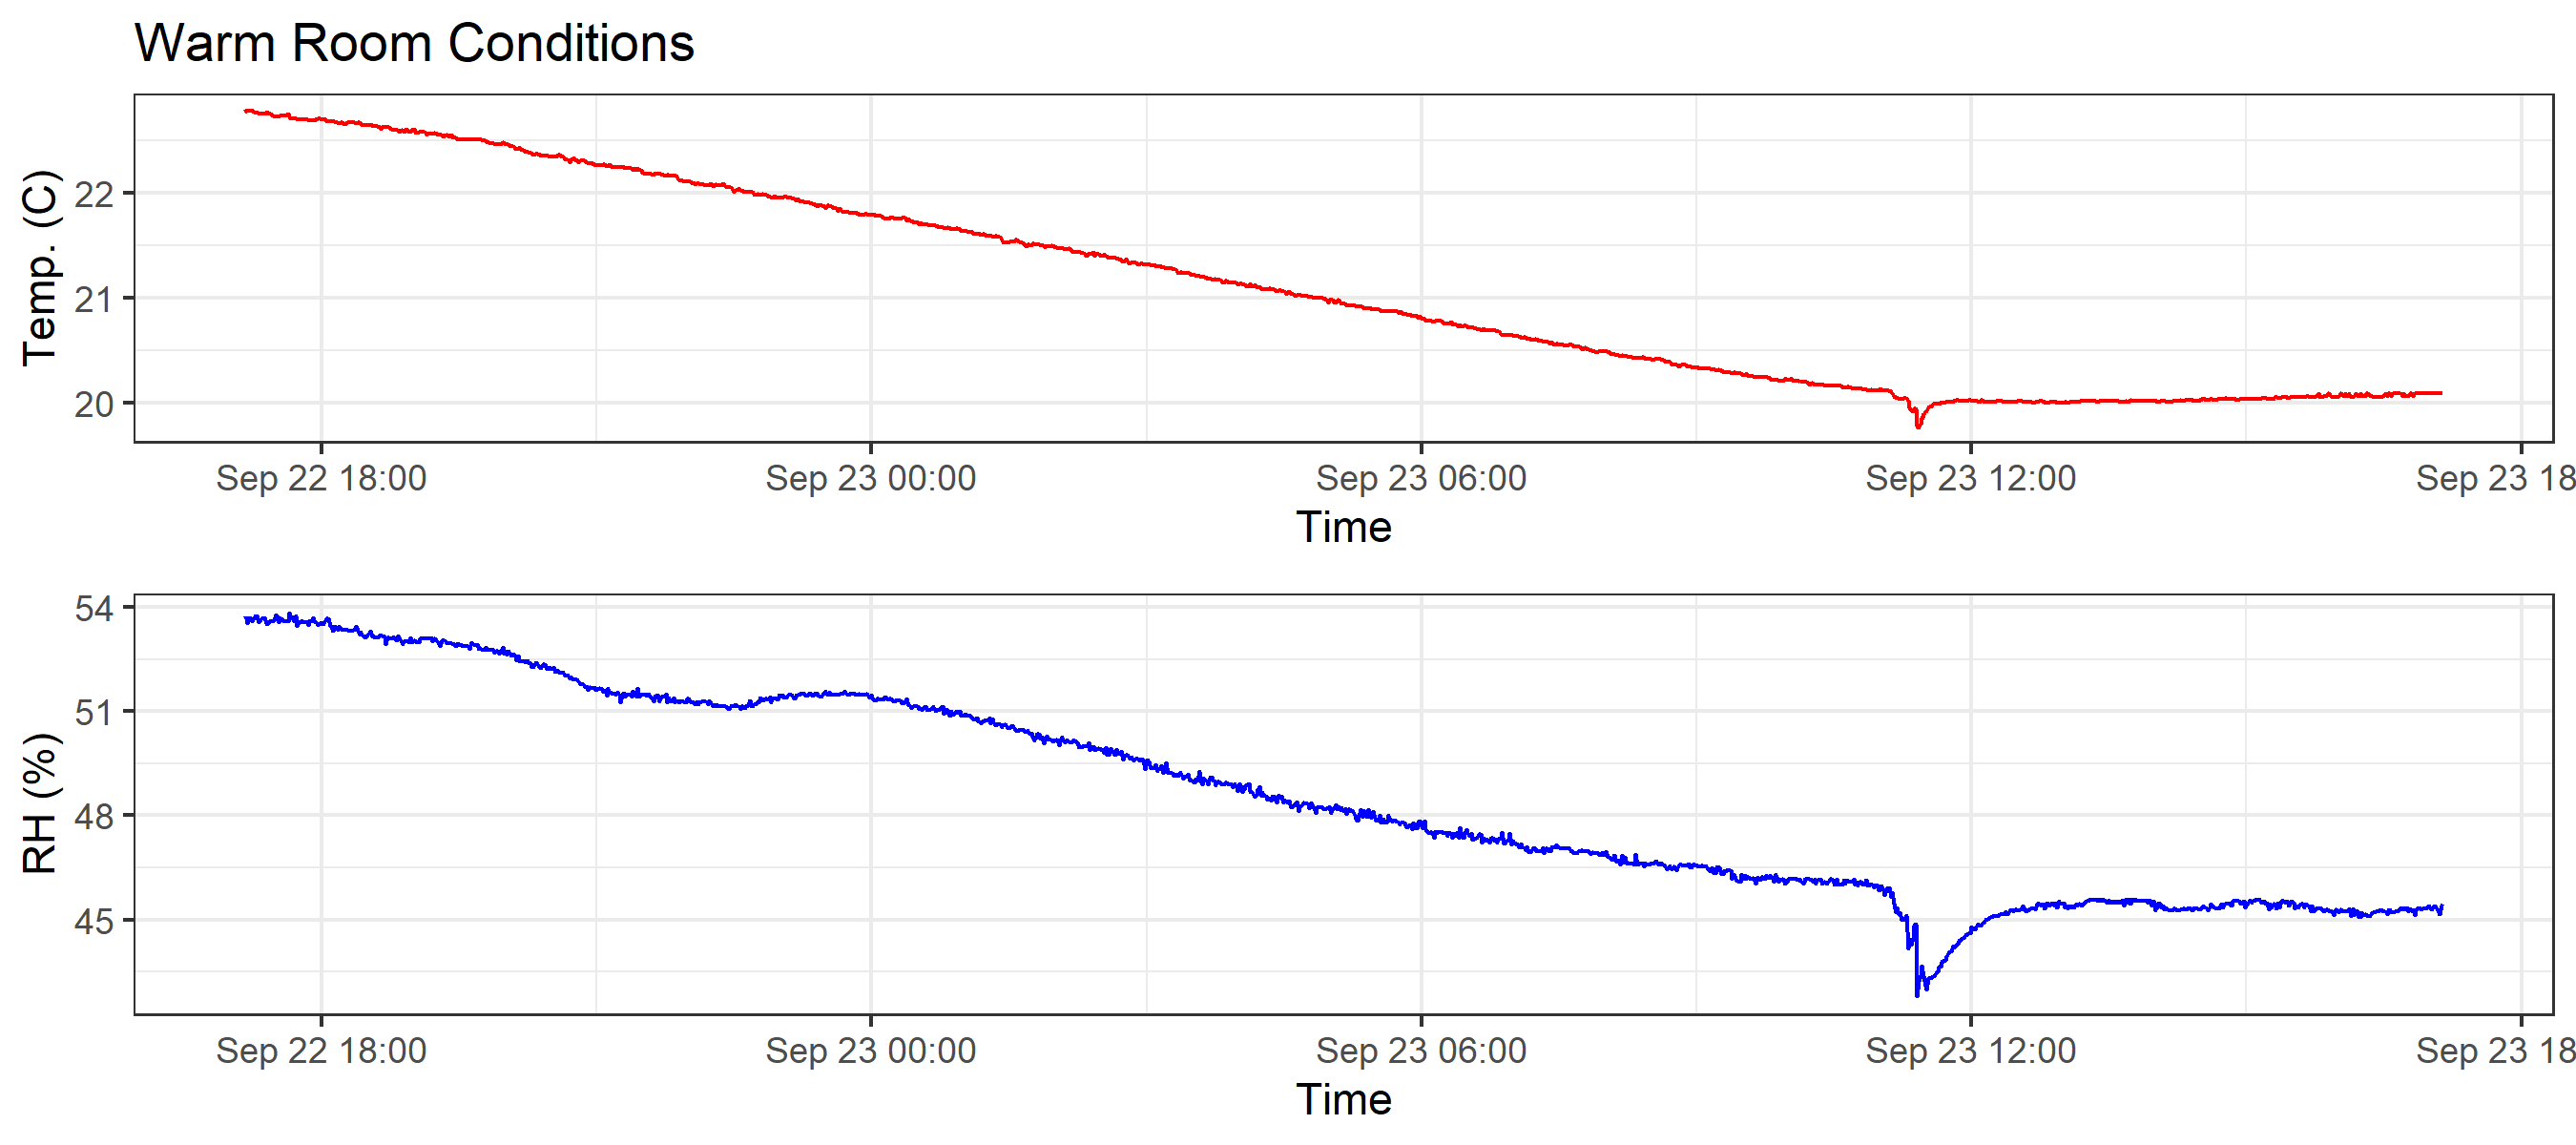 Warm Room Conditions
Temp. (C)
22
21
20
Sep 22 18:00 Sep 23 00:00 Sep 23 06:00 Sep 23 12:00 Sep 23 18
Time
RH (%)
54
51
48
45
Sep 22 18:00 Sep 23 00:00 Sep 23 06:00 Sep 23 12:00 Sep 23 18
Time